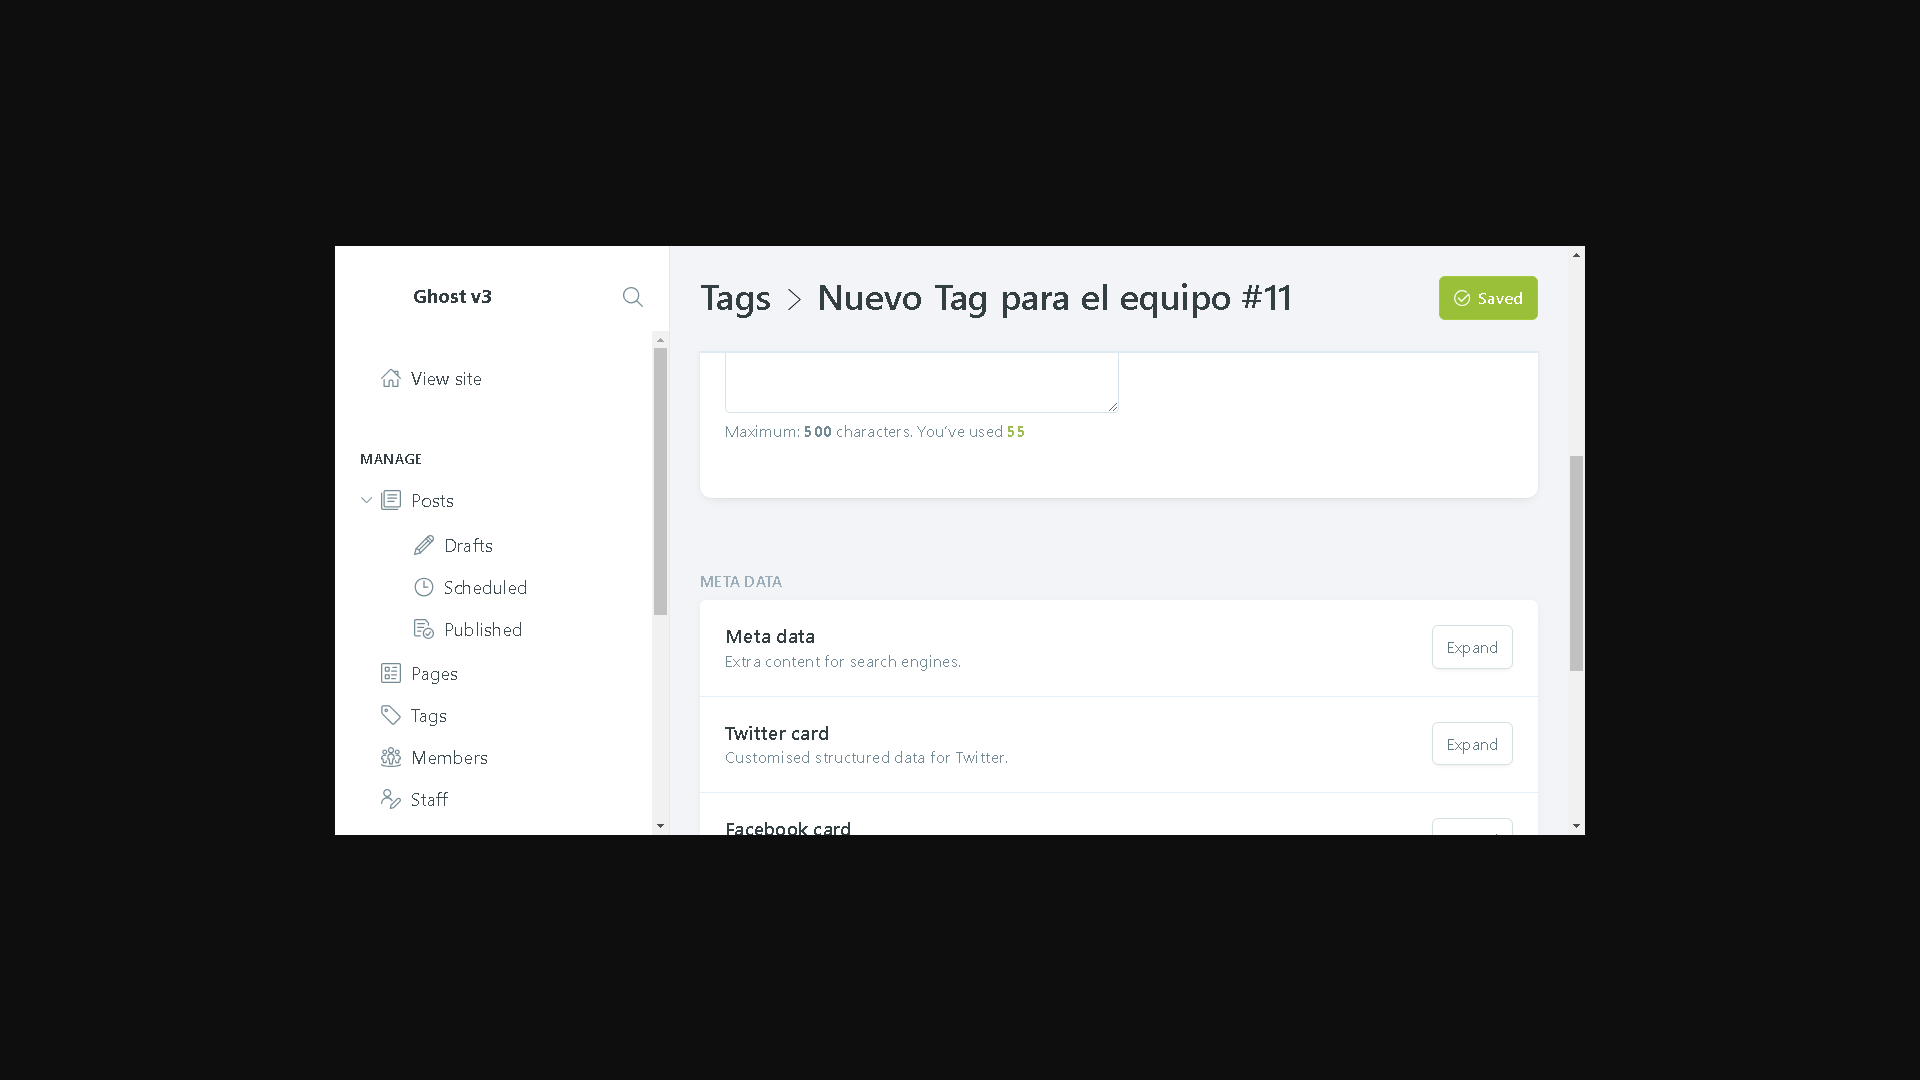 Ghost v3
View site
MANAGE
Posts
Drafts
Scheduled
Published
Pages
Tags
Members
Staff
Tags > Nuevo Tag para el equipo #11
Saved
Maximum: 500 characters. You've used 55
META DATA
Meta data
Extra content for search engines.
Expand
Twitter card
Customised structured data for Twitter.
Expand
Facebook card